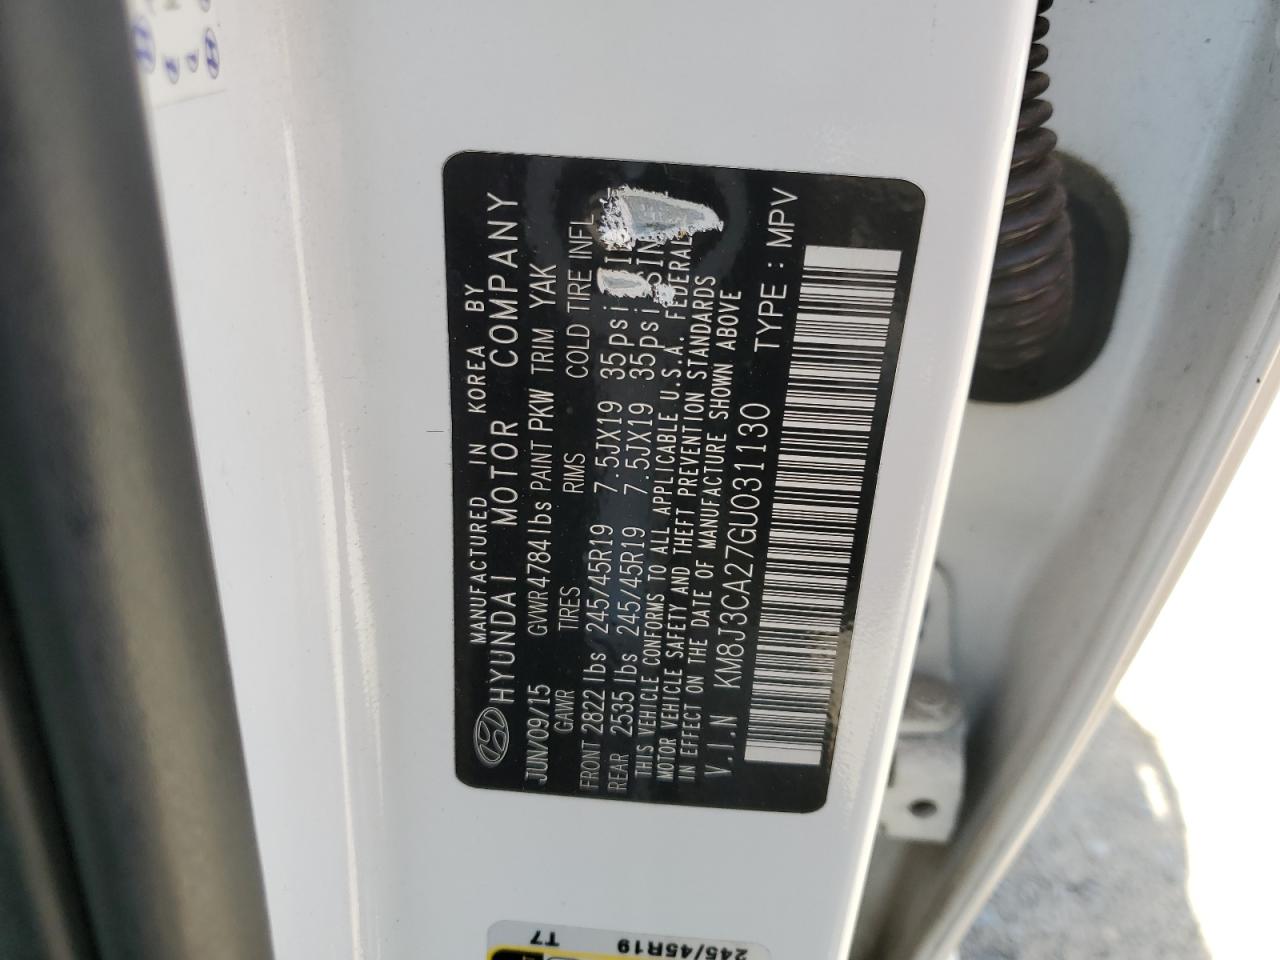 MANUFACTURED IN KOREA BY
HYUNDAI MOTOR COMPANY
JUN/09/15 GVWR 4784 lbs PAINT PKW TRIM YAK
GAWR TIRES RIMS COLD TIRE INFL
FRONT 2822 lbs 245/45R19 7.5JX19 35psi
REAR 2535 lbs 245/45R19 7.5JX19 35psi
THIS VEHICLE CONFORMS TO ALL APPLICABLE U.S.A. FEDERAL
MOTOR VEHICLE SAFETY AND THEFT PREVENTION STANDARDS
IN EFFECT ON THE DATE OF MANUFACTURE SHOWN ABOVE
V.I.N KM8J3CA27GU031130 TYPE : MPV
T7
245/45R19